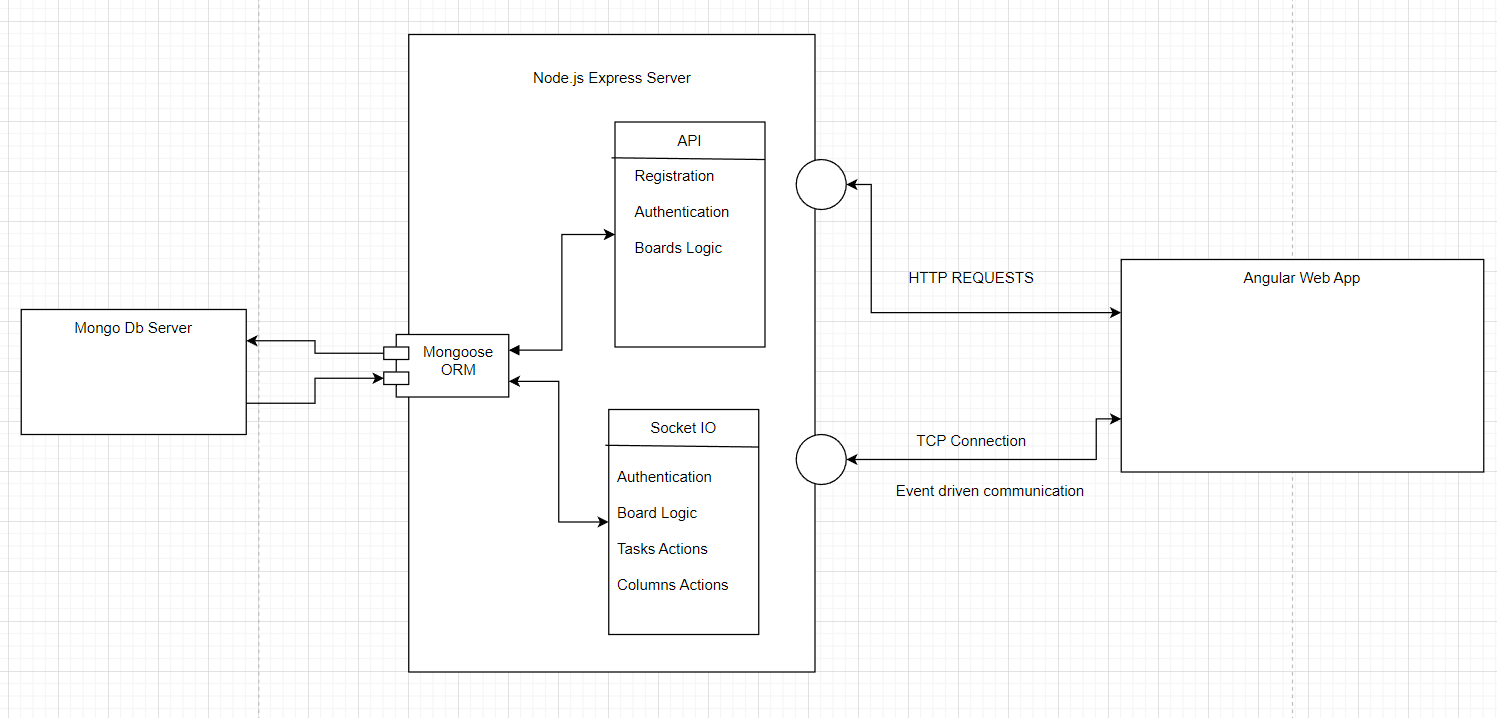 Node.js Express Server
API
Registration
Authentication
Boards Logic
HTTP REQUESTS
Angular Web App
Mongo Db Server
Mongoose
ORM
Socket IO
Authentication
Board Logic
Tasks Actions
Columns Actions
TCP Connection
Event driven communication